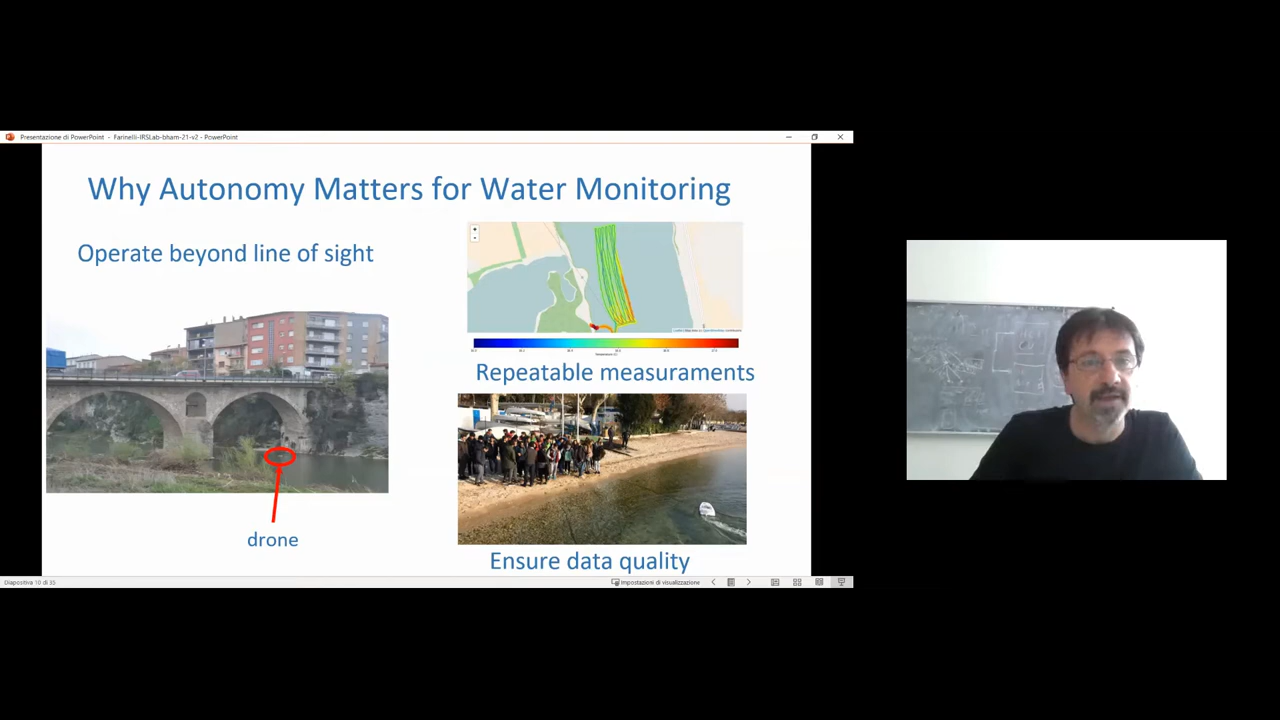 Presentazione di PowerPoint - Farinelli-IRSLab-bham-21-v2 - PowerPoint
Why Autonomy Matters for Water Monitoring
Operate beyond line of sight
Repeatable measuraments
drone
Ensure data quality
Diapositiva 10 di 35
Impostazioni di visualizzazione